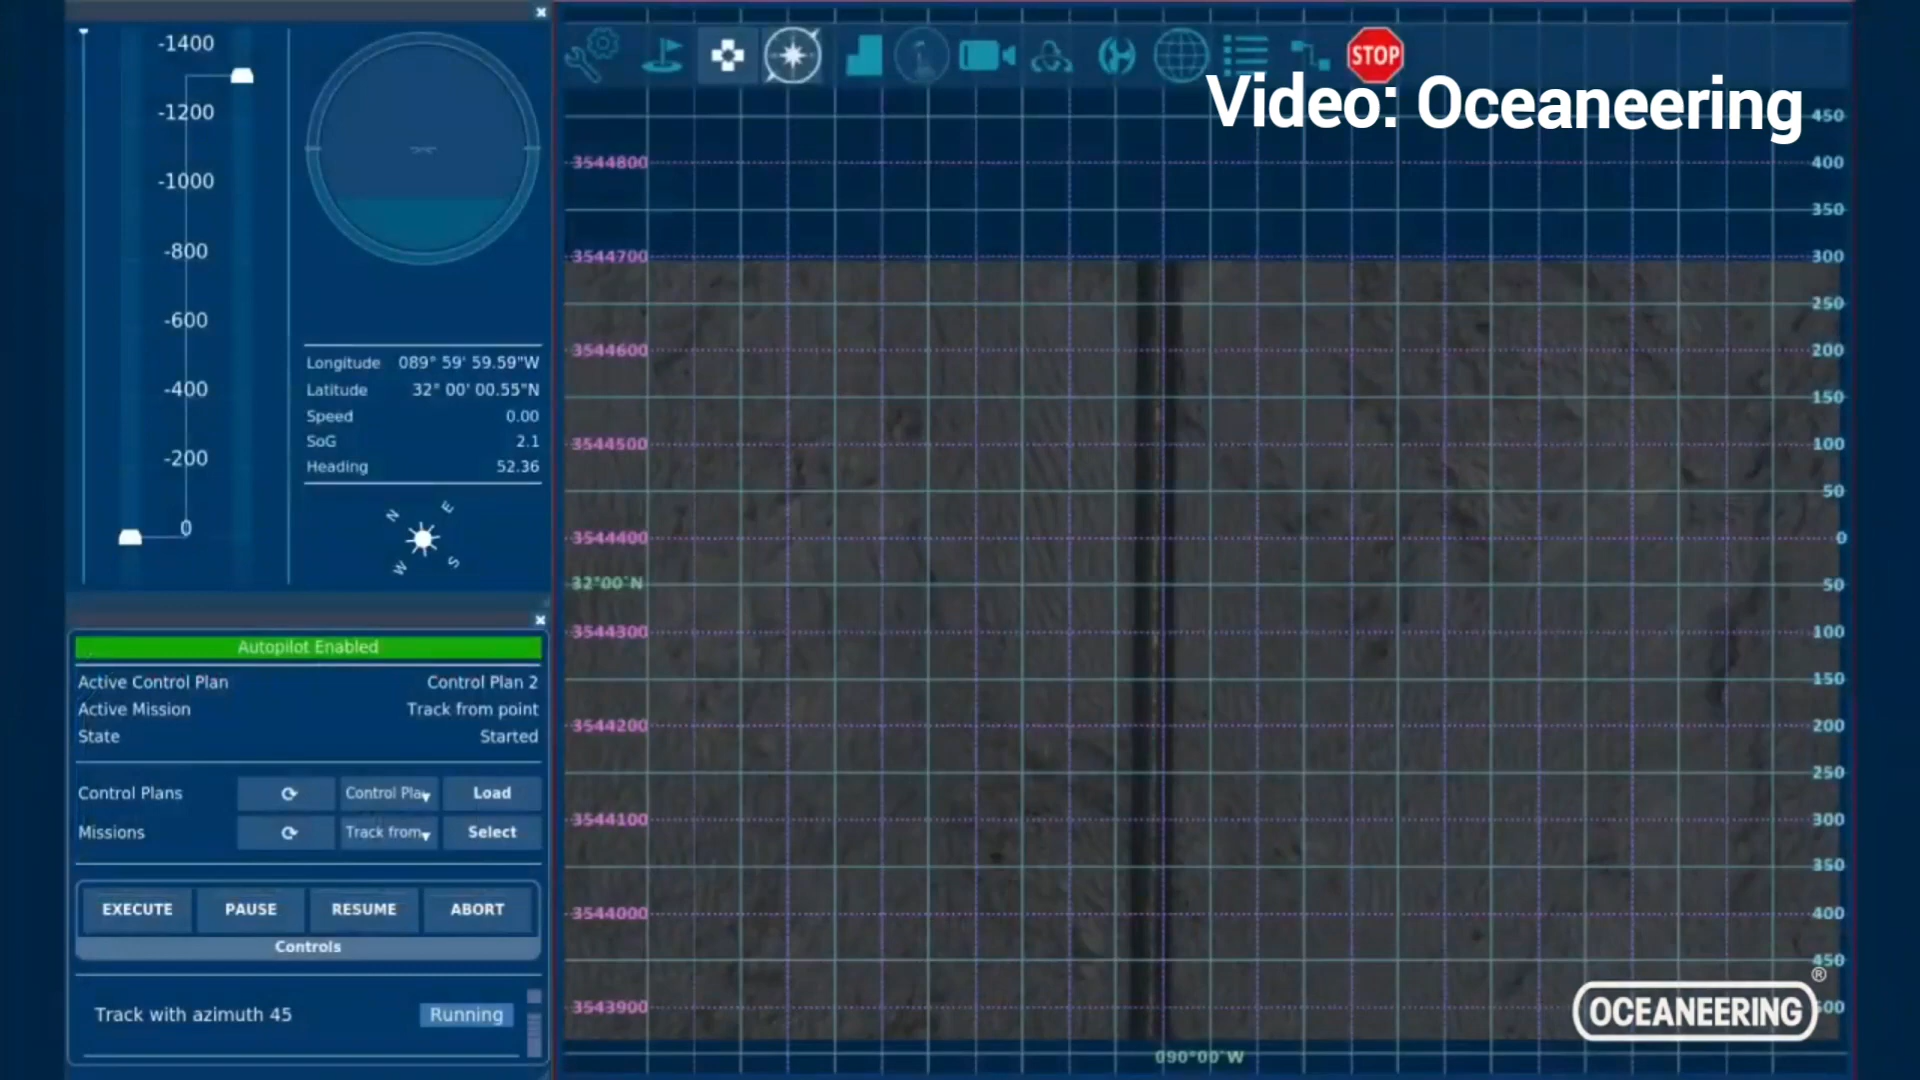 -1400
-1200
-1000
-800
-600
-400
-200
0
Longitude 089° 59' 59.59"W
Latitude 32° 00' 00.55"N
Speed 0.00
SoG 2.1
Heading 52.36
N E
W S
Autopilot Enabled
Active Control Plan Control Plan 2
Active Mission Track from point
State Started
Control Plans Control Pla Load
Missions Track from Select
EXECUTE PAUSE RESUME ABORT
Controls
Track with azimuth 45 Running
STOP
Video: Oceaneering
450
3544800 400
350
3544700 300
250
3544600 200
150
3544500 100
50
3544400 0
32°00'N 50
3544300 100
150
3544200 200
250
3544100 300
350
3544000 400
450
3543900
OCEANEERING®
090°00'W